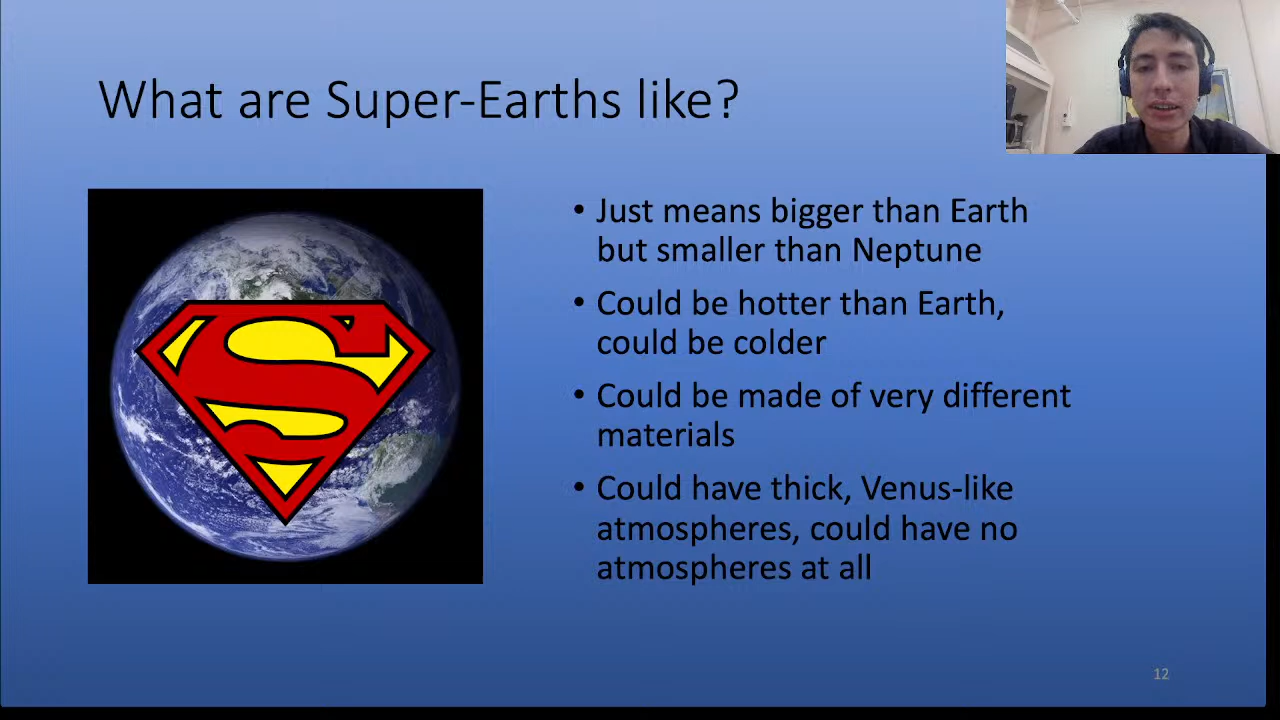 What are Super-Earths like?
• Just means bigger than Earth
but smaller than Neptune
• Could be hotter than Earth,
could be colder
• Could be made of very different
materials
• Could have thick, Venus-like
atmospheres, could have no
atmospheres at all
S
12